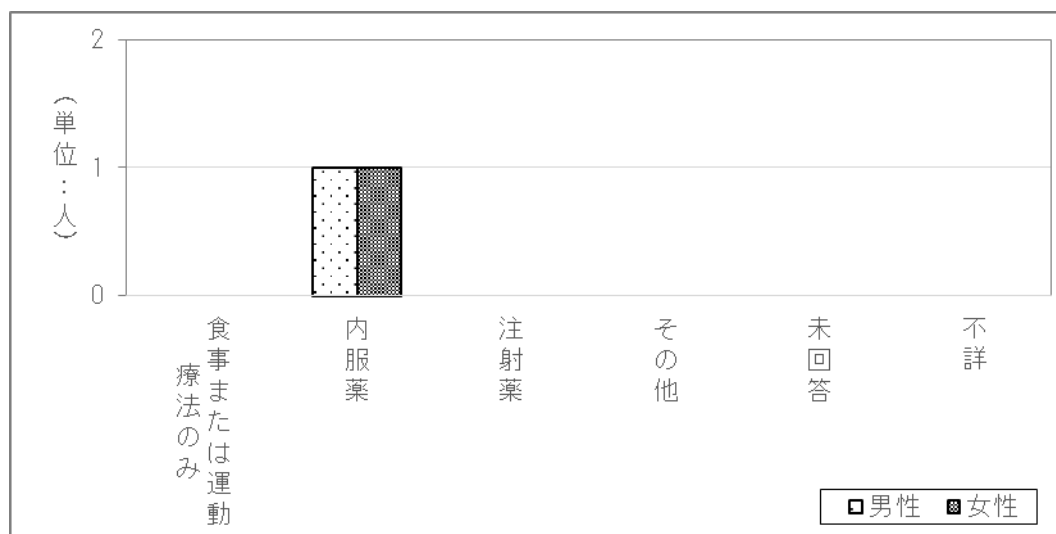 2
1
0
（単位：人）
食事または運動
療法のみ
内服薬
注射薬
その他
未回答
不詳
男性
女性